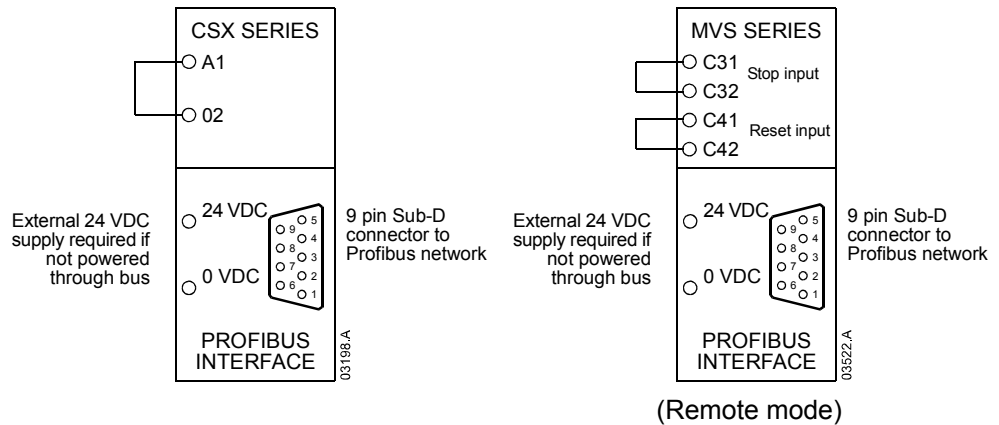 CSX SERIES
A1
02
External 24 VDC
supply required if
not powered
through bus
24 VDC
0 VDC
5
9
4
8
3
7
2
6
1
9 pin Sub-D
connector to
Profibus network
PROFIBUS
INTERFACE
03198.A
MVS SERIES
C31
Stop input
C32
C41
Reset input
C42
External 24 VDC
supply required if
not powered
through bus
24 VDC
0 VDC
5
9
4
8
3
7
2
6
1
9 pin Sub-D
connector to
Profibus network
PROFIBUS
INTERFACE
03522.A
(Remote mode)